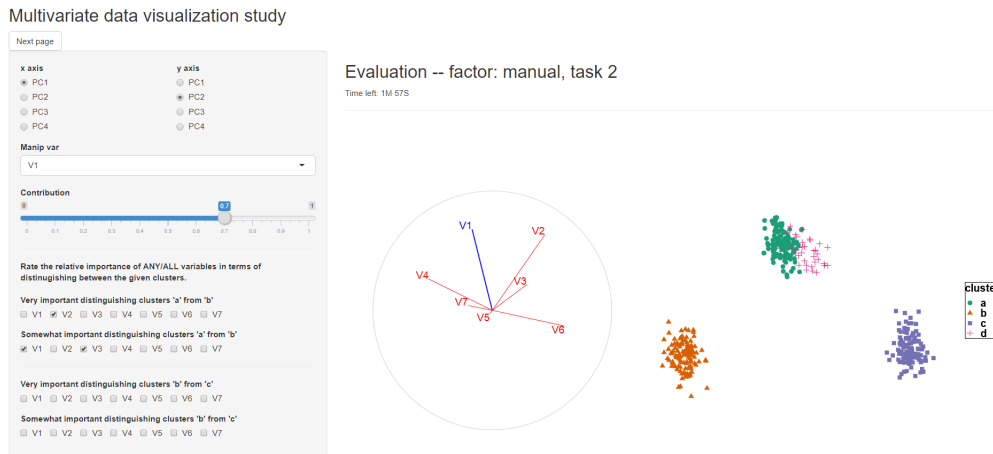 Multivariate data visualization study
Next page
x axis
y axis
PC1
PC1
PC2
PC2
PC3
PC3
PC4
PC4
Manip var
V1
Contribution
0
0.7
1
0
0.1
0.2
0.3
0.4
0.5
0.6
0.7
0.8
0.9
1
Rate the relative importance of ANY/ALL variables in terms of
distinugishing between the given clusters.
Very important distinguishing clusters 'a' from 'b'
V1 V2 V3 V4 V5 V6 V7
Somewhat important distinguishing clusters 'a' from 'b'
V1 V2 V3 V4 V5 V6 V7
Very important distinguishing clusters 'b' from 'c'
V1 V2 V3 V4 V5 V6 V7
Somewhat important distinguishing clusters 'b' from 'c'
V1 V2 V3 V4 V5 V6 V7
Evaluation -- factor: manual, task 2
Time left: 1M 57S
V1
V2
V4
V3
V7
V5
V6
cluste
a
b
c
d